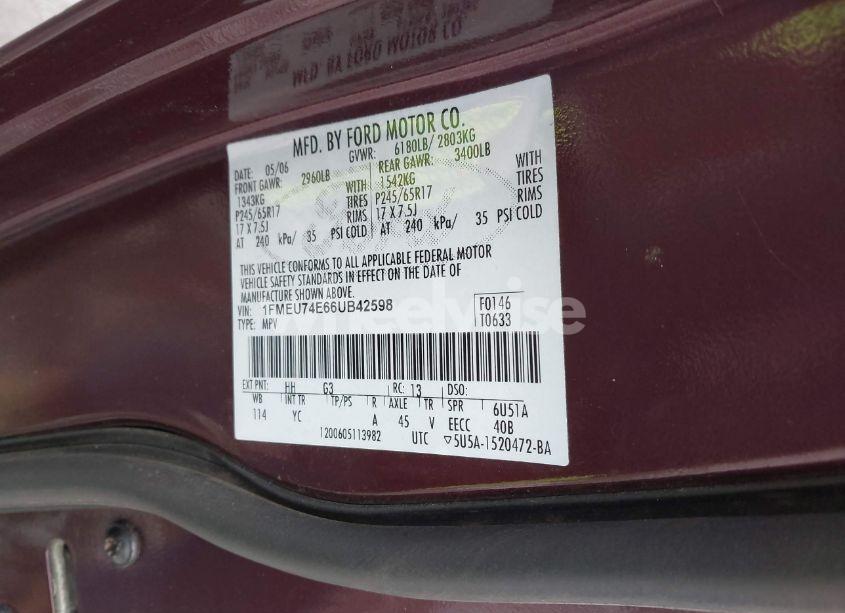 MFD. BY FORD MOTOR CO.
DATE: 05/06 GVWR: 6180LB/ 2803KG
FRONT GAWR: 2960LB REAR GAWR: 3400LB
1343KG WITH 1542KG WITH
P245/65R17 TIRES P245/65R17 TIRES
17 X 7.5J RIMS 17 X 7.5J RIMS
AT 240 kPa/ 35 PSI COLD AT 240 kPa/ 35 PSI COLD
THIS VEHICLE CONFORMS TO ALL APPLICABLE FEDERAL MOTOR
VEHICLE SAFETY STANDARDS IN EFFECT ON THE DATE OF
MANUFACTURE SHOWN ABOVE.
VIN: 1FMEU74E66UB42598 F0146
TYPE: MPV T0633
EXT PNT: HH G3 RC: 13 DSO:
WB INT TR TP/PS R AXLE TR SPR 6U51A
114 YC A 45 V EECC 40B
1200605113982 UTC ▽5U5A-1520472-BA